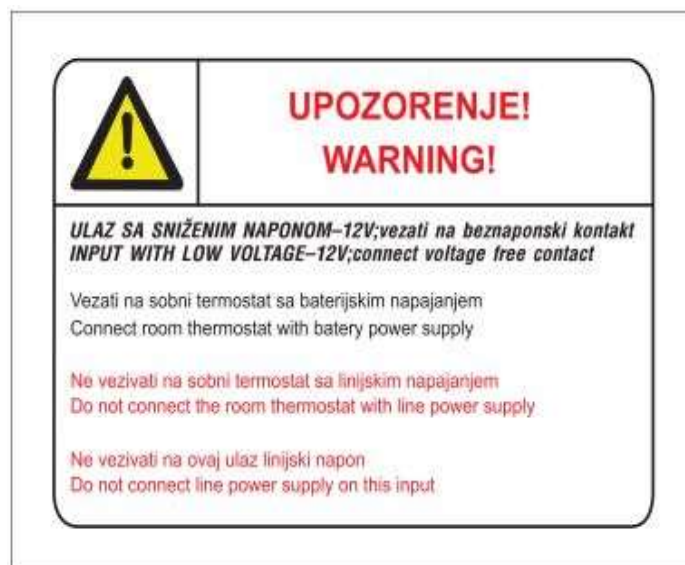 UPOZORENJE!
WARNING!
ULAZ SA SNIŽENIM NAPONOM–12V;vezati na beznaponski kontakt
INPUT WITH LOW VOLTAGE–12V;connect voltage free contact
Vezati na sobni termostat sa baterijskim napajanjem
Connect room thermostat with batery power supply
Ne vezivati na sobni termostat sa linijskim napajanjem
Do not connect the room thermostat with line power supply
Ne vezivati na ovaj ulaz linijski napon
Do not connect line power supply on this input